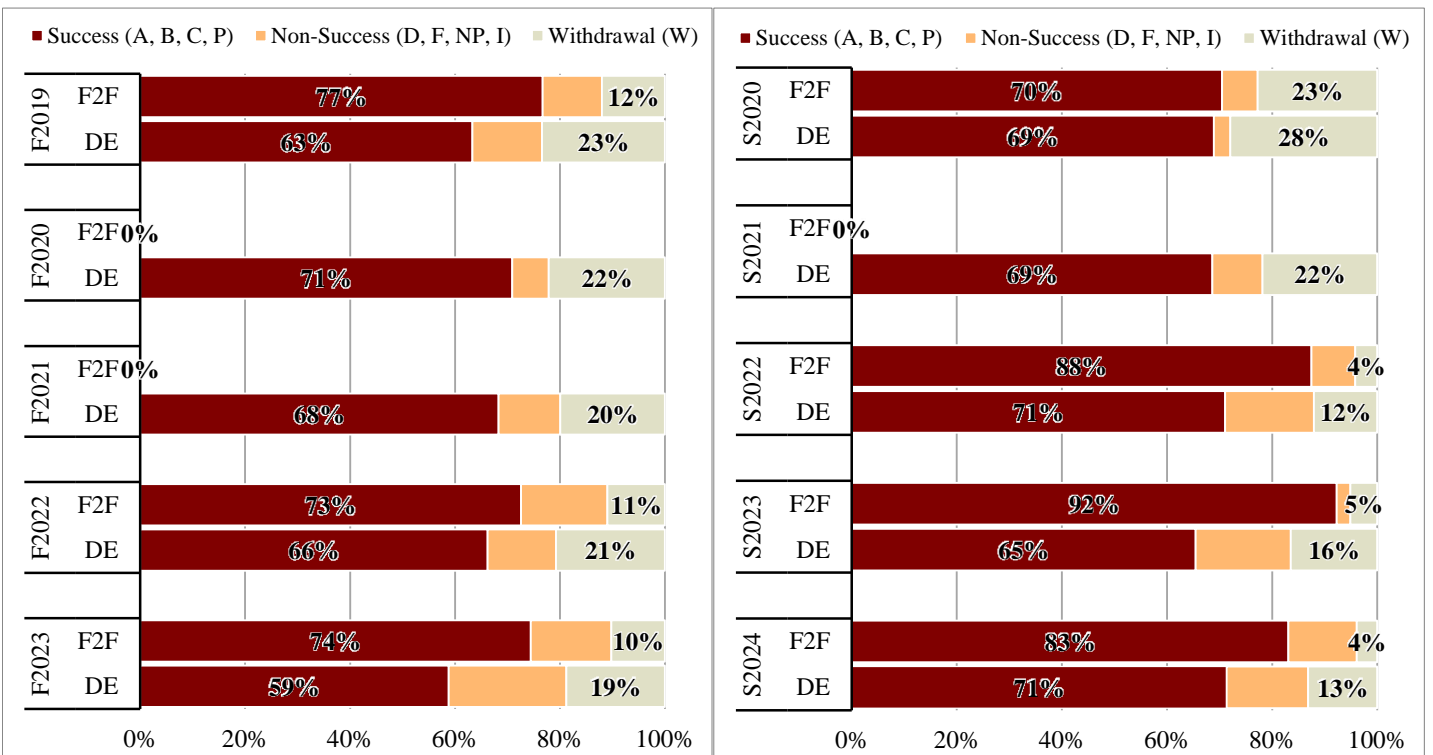 Success (A, B, C, P) Non-Success (D, F, NP, I) Withdrawal (W)
F2019
F2F 77% 12%
DE 63% 23%
F2020
F2F 0%
DE 71% 22%
F2021
F2F 0%
DE 68% 20%
F2022
F2F 73% 11%
DE 66% 21%
F2023
F2F 74% 10%
DE 59% 19%
0% 20% 40% 60% 80% 100%
Success (A, B, C, P) Non-Success (D, F, NP, I) Withdrawal (W)
S2020
F2F 70% 23%
DE 69% 28%
S2021
F2F 0%
DE 69% 22%
S2022
F2F 88% 4%
DE 71% 12%
S2023
F2F 92% 5%
DE 65% 16%
S2024
F2F 83% 4%
DE 71% 13%
0% 20% 40% 60% 80% 100%